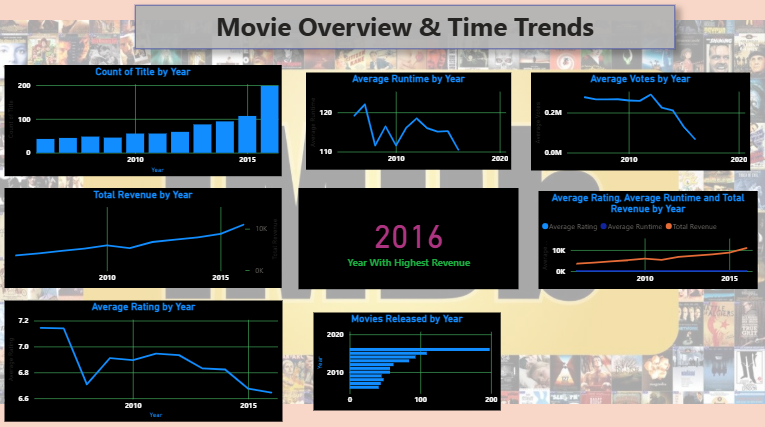 Movie Overview & Time Trends
Count of Title by Year
200
100
0
2010
2015
Year
Average Runtime by Year
120
110
2010
2020
Average Votes by Year
0.2M
0.0M
2010
2020
Total Revenue by Year
10K
0K
Total Revenue
2010
2015
2016
Year With Highest Revenue
Average Rating, Average Runtime and Total
Revenue by Year
Average Rating Average Runtime Total Revenue
10K
0K
2010
2015
Average Rating by Year
7.2
7.0
6.8
6.6
2010
2015
Year
Movies Released by Year
2020
2010
Year
0
100
200